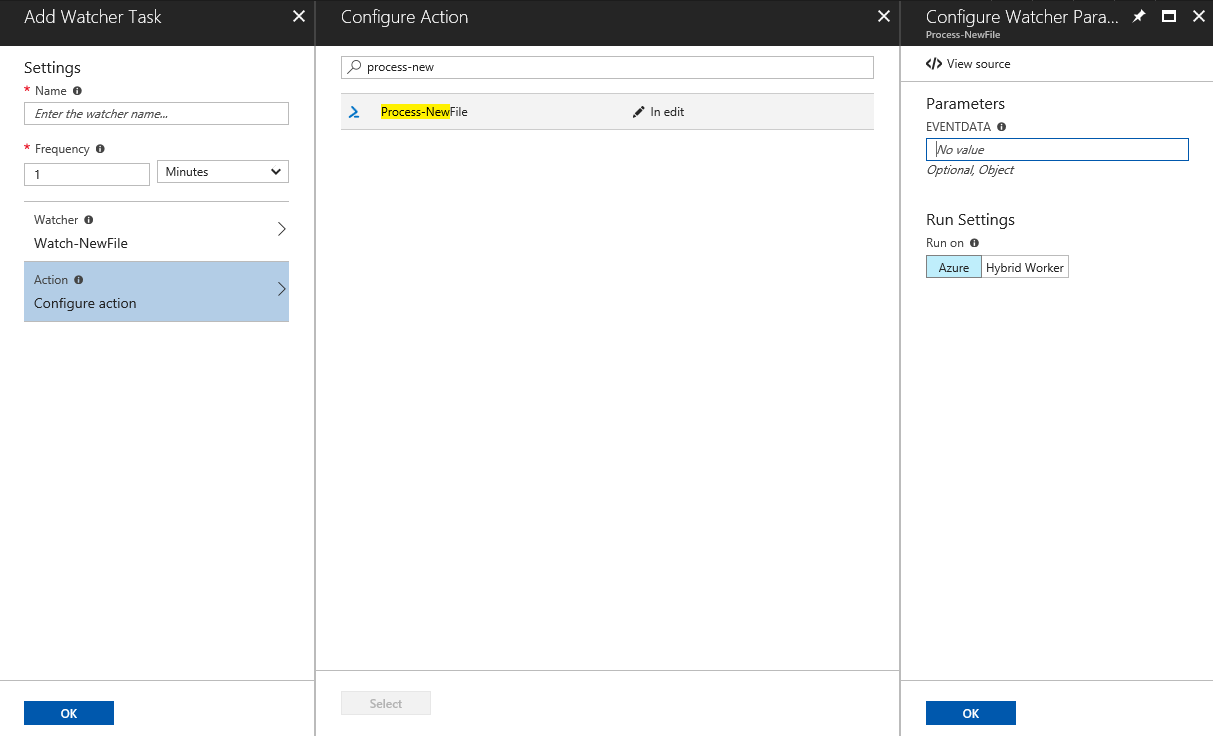 Add Watcher Task
Settings
* Name
Enter the watcher name...
* Frequency
1
Minutes
Watcher
Watch-NewFile
Action
Configure action
OK
Configure Action
process-new
Process-NewFile
In edit
Select
Configure Watcher Para...
Process-NewFile
View source
Parameters
EVENTDATA
No value
Optional, Object
Run Settings
Run on
Azure
Hybrid Worker
OK